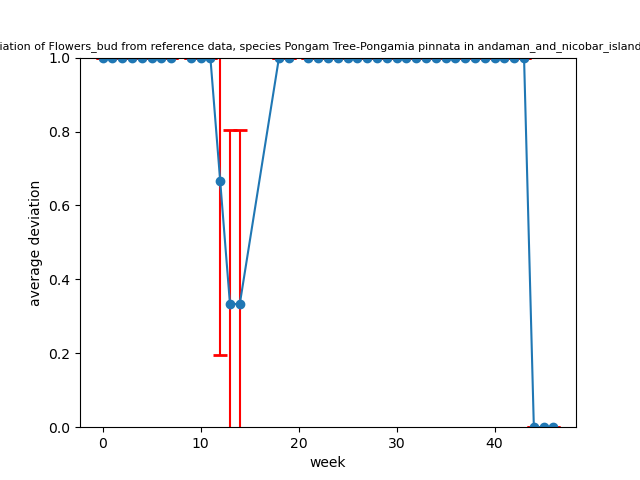 iation of Flowers_bud from reference data, species Pongam Tree-Pongamia pinnata in andaman_and_nicobar_island
1.0
0.8
0.6
0.4
0.2
0.0
average deviation
0 10 20 30 40
week